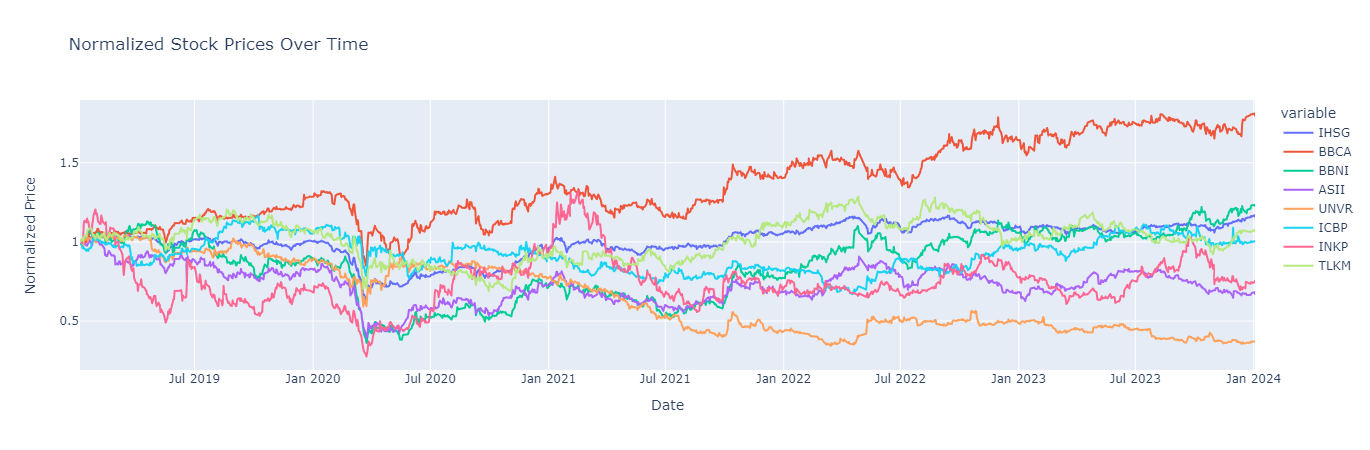 Normalized Stock Prices Over Time
Normalized Price
1.5
1
0.5
Jul 2019
Jan 2020
Jul 2020
Jan 2021
Jul 2021
Jan 2022
Jul 2022
Jan 2023
Jul 2023
Jan 2024
Date
variable
IHSG
BBCA
BBNI
ASII
UNVR
ICBP
INKP
TLKM